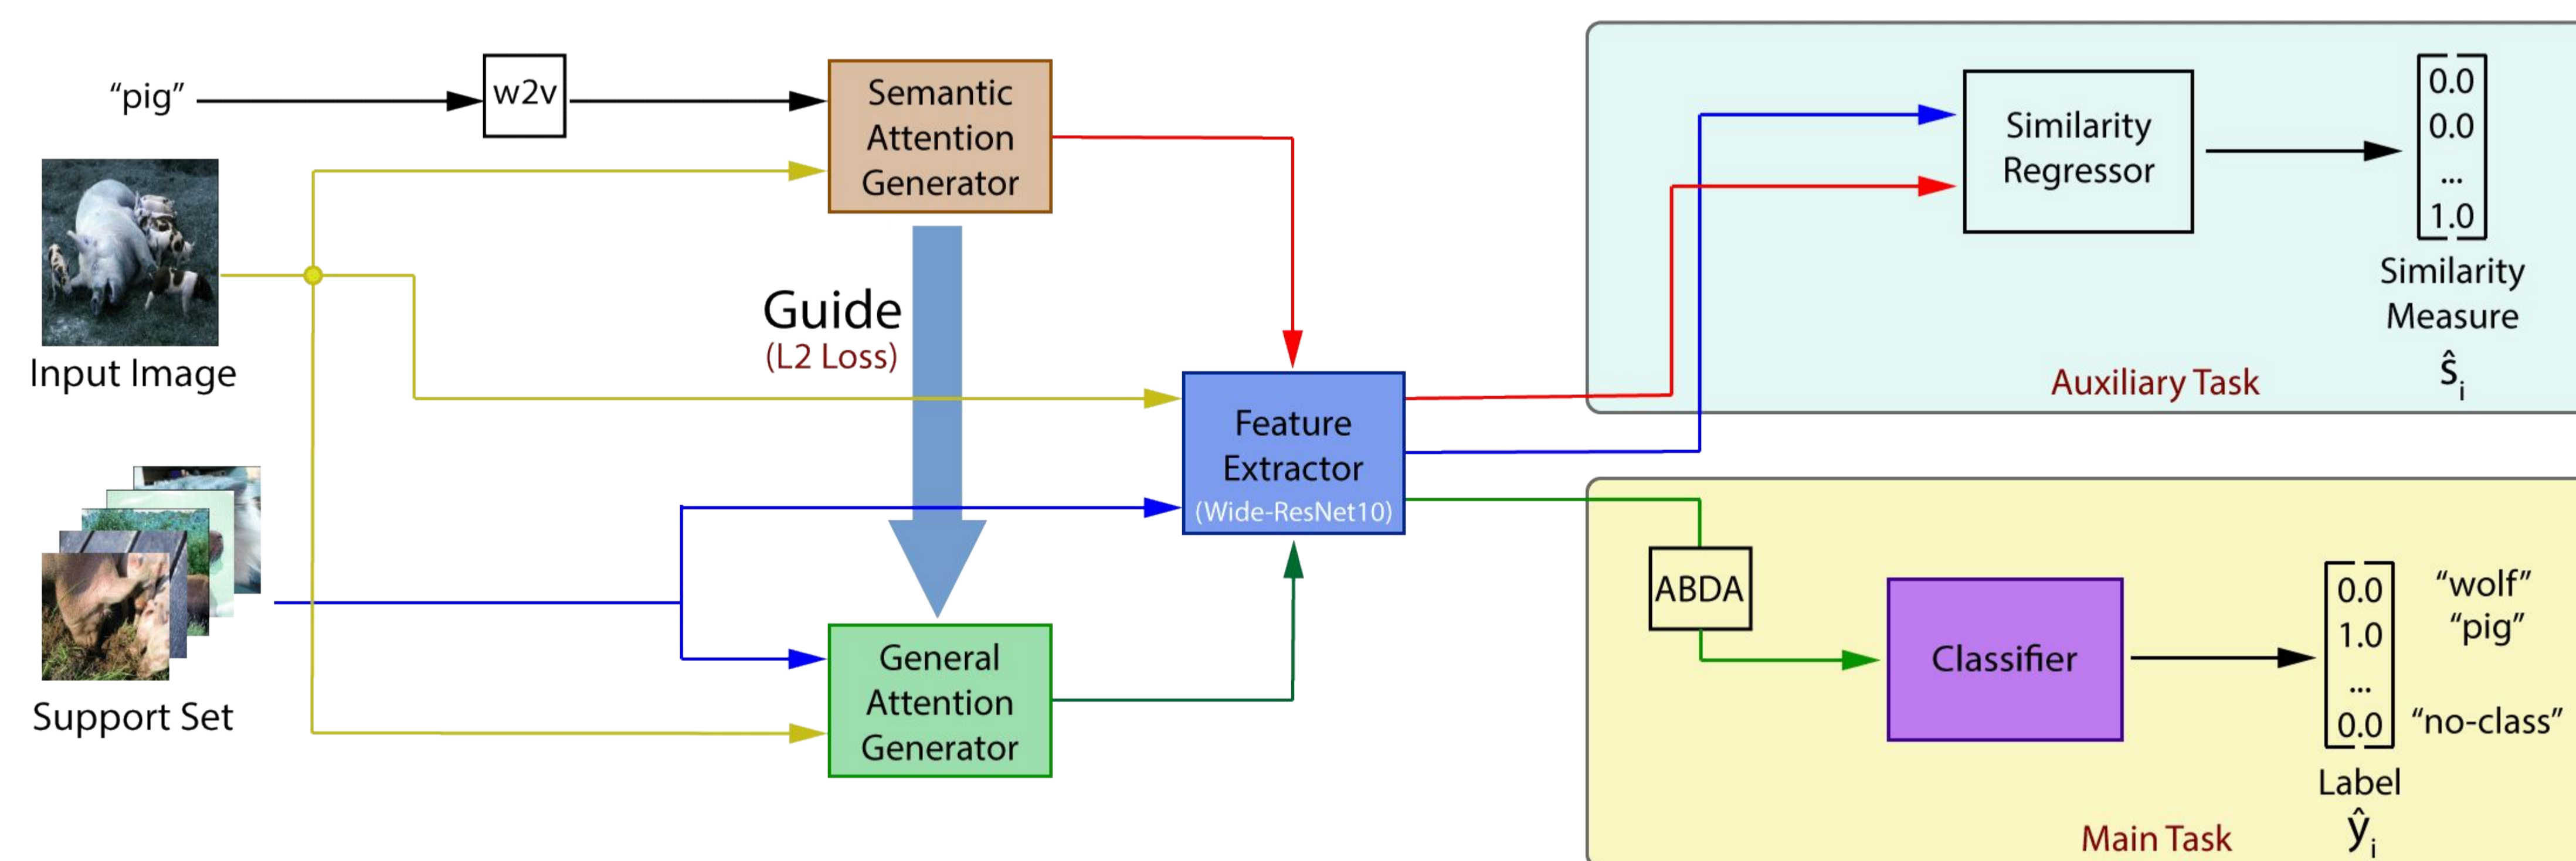 “pig”
w2v
Semantic
Attention
Generator
Input Image
Guide
(L2 Loss)
Support Set
General
Attention
Generator
Feature
Extractor
(Wide-ResNet10)
Similarity
Regressor
0.0
0.0
...
1.0
Similarity
Measure
ŝi
Auxiliary Task
ABDA
Classifier
0.0 “wolf”
1.0 “pig”
...
0.0 “no-class”
Label
ŷi
Main Task